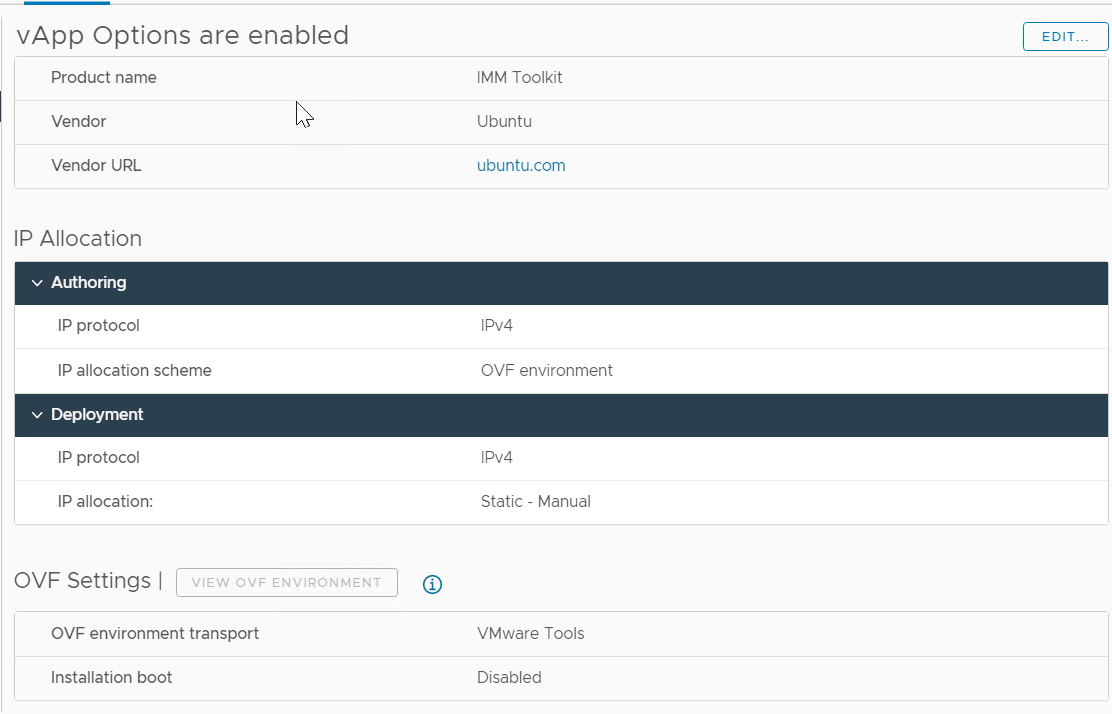 vApp Options are enabled
EDIT...
Product name IMM Toolkit
Vendor Ubuntu
Vendor URL ubuntu.com
IP Allocation
Authoring
IP protocol IPv4
IP allocation scheme OVF environment
Deployment
IP protocol IPv4
IP allocation: Static - Manual
OVF Settings | VIEW OVF ENVIRONMENT
OVF environment transport VMware Tools
Installation boot Disabled